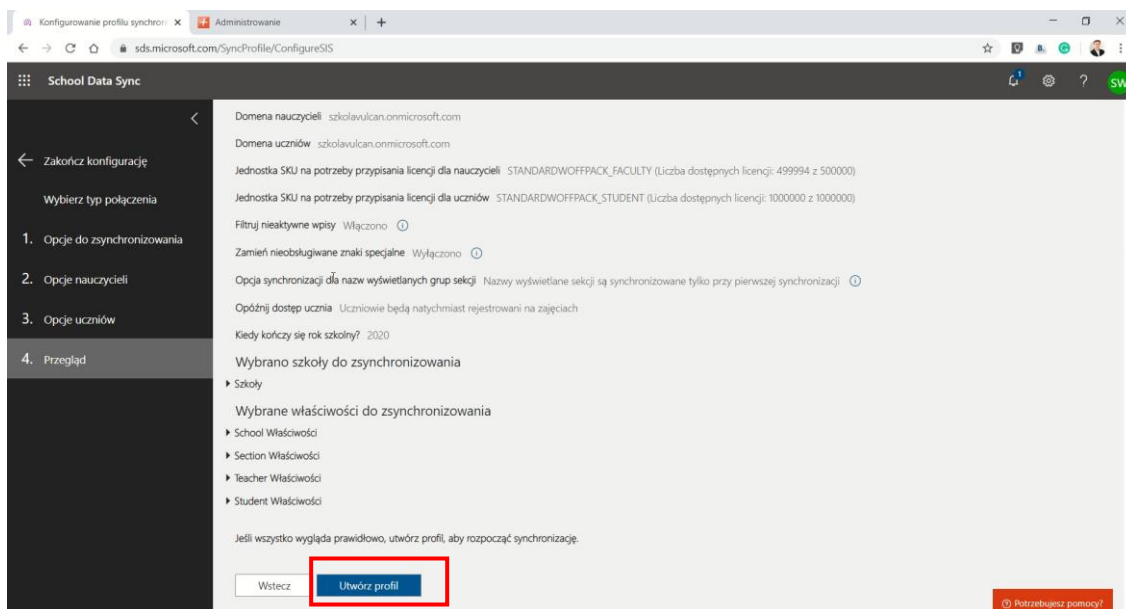 Konfigurowanie profilu synchroni
Administrowanie
sds.microsoft.com/SyncProfile/ConfigureSIS
School Data Sync
1
?
SW
Zakończ konfigurację
Wybierz typ połączenia
1. Opcje do zsynchronizowania
2. Opcje nauczycieli
3. Opcje uczniów
4. Przegląd
Domena nauczycieli szkolavulcan.onmicrosoft.com
Domena uczniów szkolavulcan.onmicrosoft.com
Jednostka SKU na potrzeby przypisania licencji dla nauczycieli STANDARDWOFFPACK_FACULTY (Liczba dostępnych licencji: 499994 z 500000)
Jednostka SKU na potrzeby przypisania licencji dla uczniów STANDARDWOFFPACK_STUDENT (Liczba dostępnych licencji: 1000000 z 1000000)
Filtruj nieaktywne wpisy Włączono
Zamień nieobsługiwane znaki specjalne Wyłączono
Opcja synchronizacji dla nazw wyświetlanych grup sekcji Nazwy wyświetlane sekcji są synchronizowane tylko przy pierwszej synchronizacji
Opóźnij dostęp ucznia Uczniowie będą natychmiast rejestrowani na zajęciach
Kiedy kończy się rok szkolny? 2020
Wybrano szkoły do zsynchronizowania
Szkoły
Wybrane właściwości do zsynchronizowania
School Właściwości
Section Właściwości
Teacher Właściwości
Student Właściwości
Jeśli wszystko wygląda prawidłowo, utwórz profil, aby rozpocząć synchronizację.
Wstecz
Utwórz profil
Potrzebujesz pomocy?